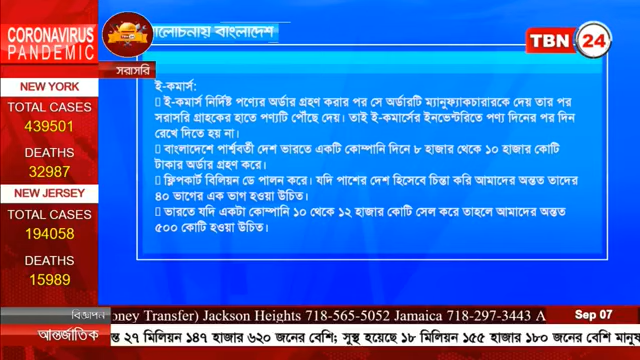 CORONAVIRUS
PANDEMIC
NEW YORK
TOTAL CASES
439501
DEATHS
32987
NEW JERSEY
TOTAL CASES
194058
DEATHS
15989
সরাসরি
বাংলাদেশ
TBN 24
ই-কমার্স:
ই-কমার্স নির্দিষ্ট পণ্যের অর্ডার গ্রহণ করার পর সে অর্ডারটি ম্যানুফ্যাকচারারকে দেয় তার পর
সরাসরি গ্রাহকের হাতে পণ্যটি পৌঁছে দেয়। তাই ই-কমার্সের ইনভেন্টরিতে পণ্য দিনের পর দিন
রেখে দিতে হয় না।
বাংলাদেশে পার্শ্ববর্তী দেশ ভারতে একটি কোম্পানি দিনে ৮ হাজার থেকে ১০ হাজার কোটি
টাকার অর্ডার গ্রহণ করে।
ফ্লিপকার্ট বিলিয়ন ডে পালন করে। যদি পাশের দেশ হিসেবে চিন্তা করি আমাদের অন্তত তাদের
৪০ ভাগের এক ভাগ হওয়া উচিত।
ভারতে যদি একটা কোম্পানি ১০ থেকে ১২ হাজার কোটি সেল করে তাহলে আমাদের অন্তত
৫০০ কোটি হওয়া উচিত।
বিজ্ঞাপন
oney Transfer) Jackson Heights 718-565-5052 Jamaica 718-297-3443 A
Sep 07
আন্তর্জাতিক
২৭ মিলিয়ন ১৪৭ হাজার ৬২০ জনের বেশি; সুস্থ হয়েছে ১৮ মিলিয়ন ১৫৫ হাজার ১৮০ জনের বেশি মানুষ